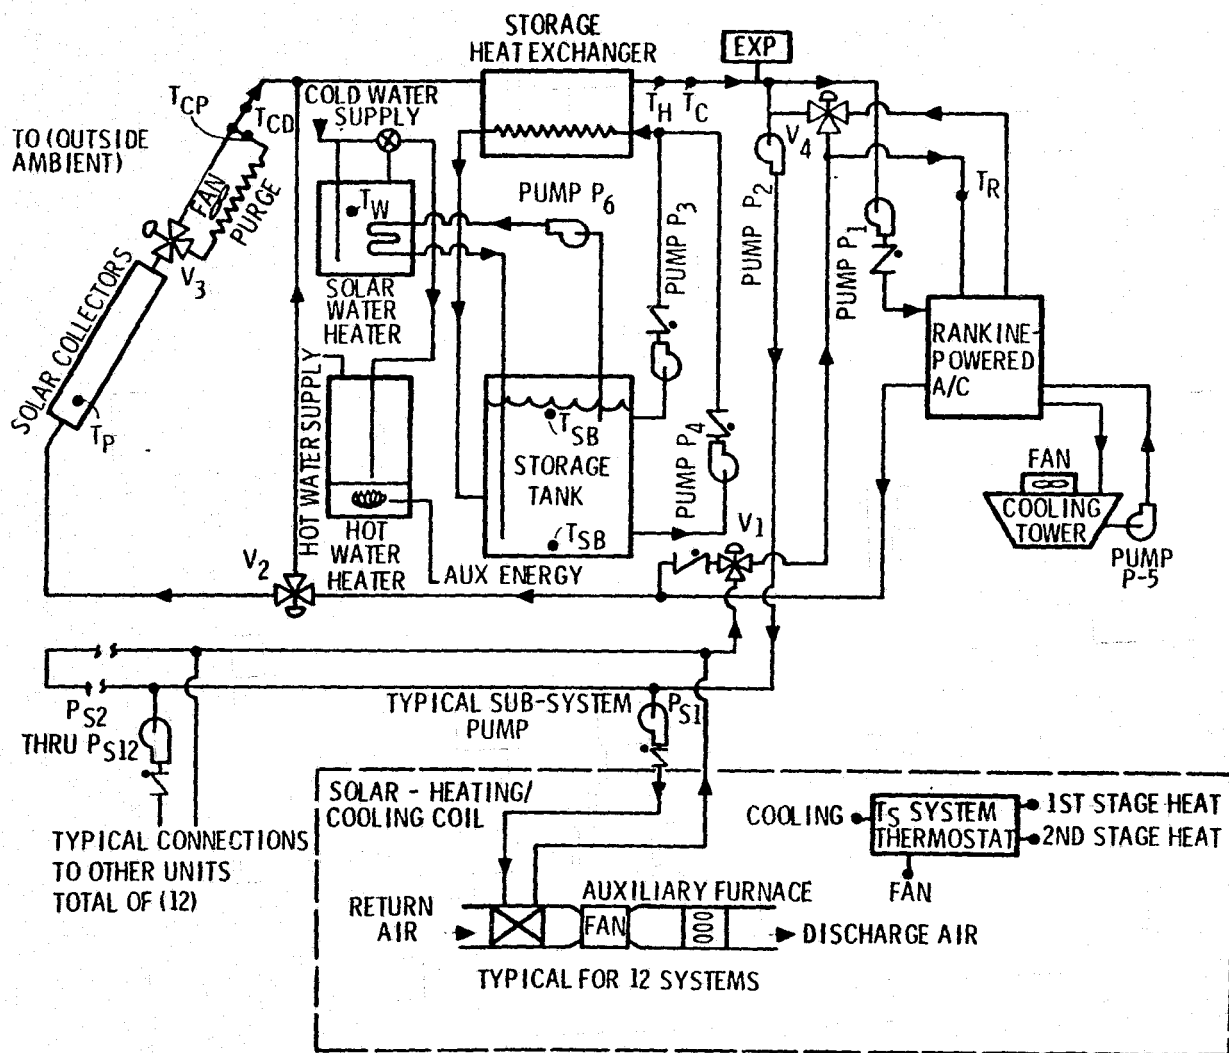 STORAGE
HEAT EXCHANGER
EXP
T_CP
T_CD
COLD WATER
SUPPLY
T_H
T_C
TO (OUTSIDE
AMBIENT)
FAN
PURGE
V_3
SOLAR COLLECTORS
T_P
T_W
PUMP P_6
SOLAR
WATER
HEATER
PUMP P_3
PUMP P_2
V_4
T_R
PUMP P_1
RANKINE-
POWERED
A/C
HOT WATER SUPPLY
T_SB
STORAGE
TANK
T_SB
PUMP P_4
FAN
COOLING
TOWER
PUMP
P-5
HOT
WATER
HEATER
AUX ENERGY
V_2
V_1
P_S2
THRU P_S12
TYPICAL SUB-SYSTEM
PUMP
P_S1
TYPICAL CONNECTIONS
TO OTHER UNITS
TOTAL OF (12)
SOLAR - HEATING/
COOLING COIL
COOLING
T_S SYSTEM
THERMOSTAT
1ST STAGE HEAT
2ND STAGE HEAT
FAN
RETURN
AIR
AUXILIARY FURNACE
FAN
DISCHARGE AIR
TYPICAL FOR 12 SYSTEMS